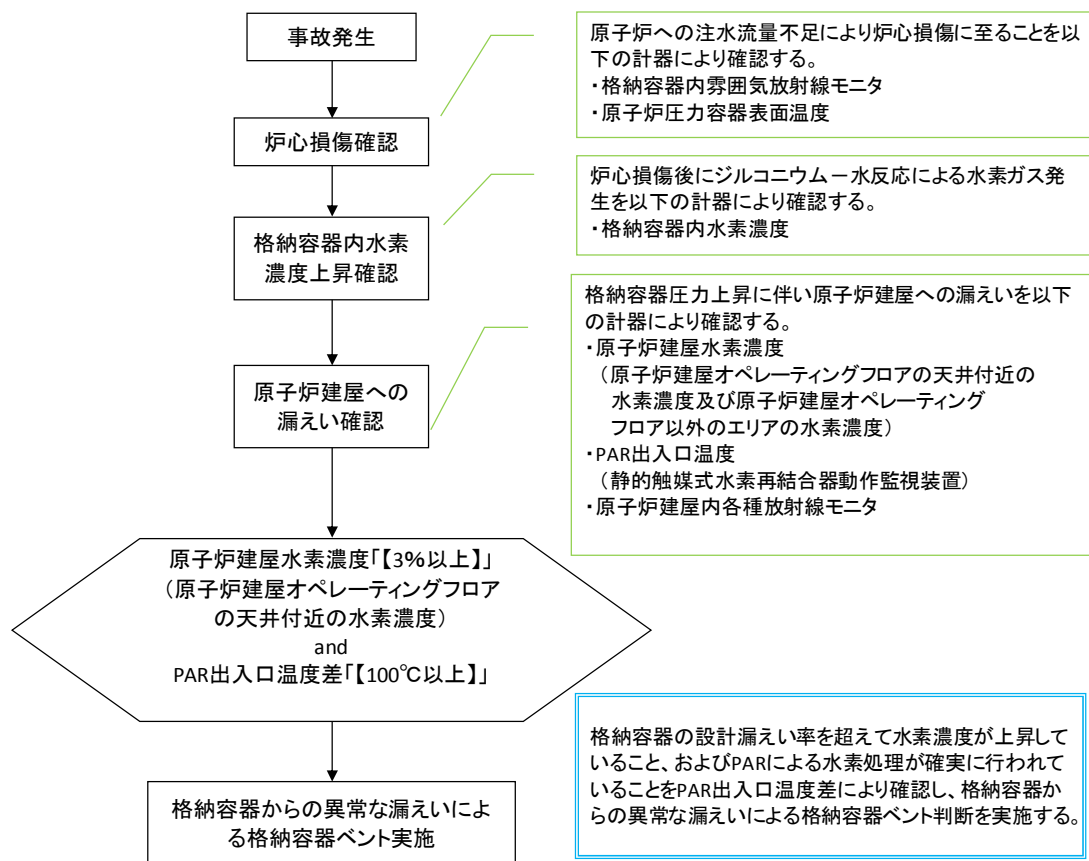 事故発生
原子炉への注水流量不足により炉心損傷に至ることを以
下の計器により確認する。
・格納容器内雰囲気放射線モニタ
・原子炉圧力容器表面温度
炉心損傷確認
炉心損傷後にジルコニウム－水反応による水素ガス発
生を以下の計器により確認する。
・格納容器内水素濃度
格納容器内水素
濃度上昇確認
格納容器圧力上昇に伴い原子炉建屋への漏えいを以下
の計器により確認する。
・原子炉建屋水素濃度
（原子炉建屋オペレーティングフロアの天井付近の
水素濃度及び原子炉建屋オペレーティング
フロア以外のエリアの水素濃度）
・PAR出入口温度
（静的触媒式水素再結合器動作監視装置）
・原子炉建屋内各種放射線モニタ
原子炉建屋への
漏えい確認
原子炉建屋水素濃度「【3%以上】」
（原子炉建屋オペレーティングフロア
の天井付近の水素濃度）
and
PAR出入口温度差「【100℃以上】」
格納容器の設計漏えい率を超えて水素濃度が上昇して
いること、およびPARによる水素処理が確実に行われて
いることをPAR出入口温度差により確認し、格納容器か
らの異常な漏えいによる格納容器ベント判断を実施する。
格納容器からの異常な漏えいによ
る格納容器ベント実施